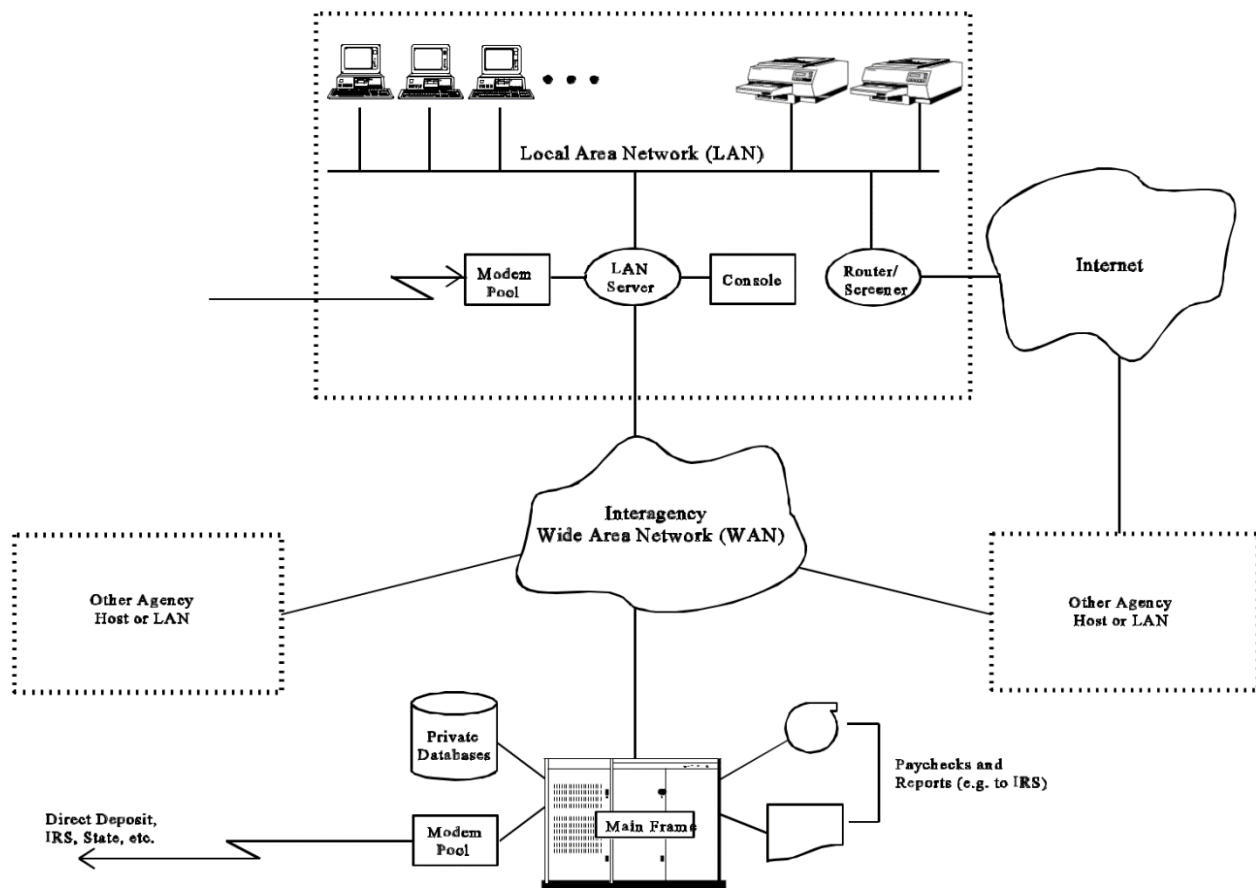 Local Area Network (LAN)
Modem
Pool
LAN
Server
Console
Router/
Screener
Internet
Interagency
Wide Area Network (WAN)
Other Agency
Host or LAN
Other Agency
Host or LAN
Private
Databases
Paychecks and
Reports (e.g. to IRS)
Direct Deposit,
IRS, State, etc.
Modem
Pool
Main Frame